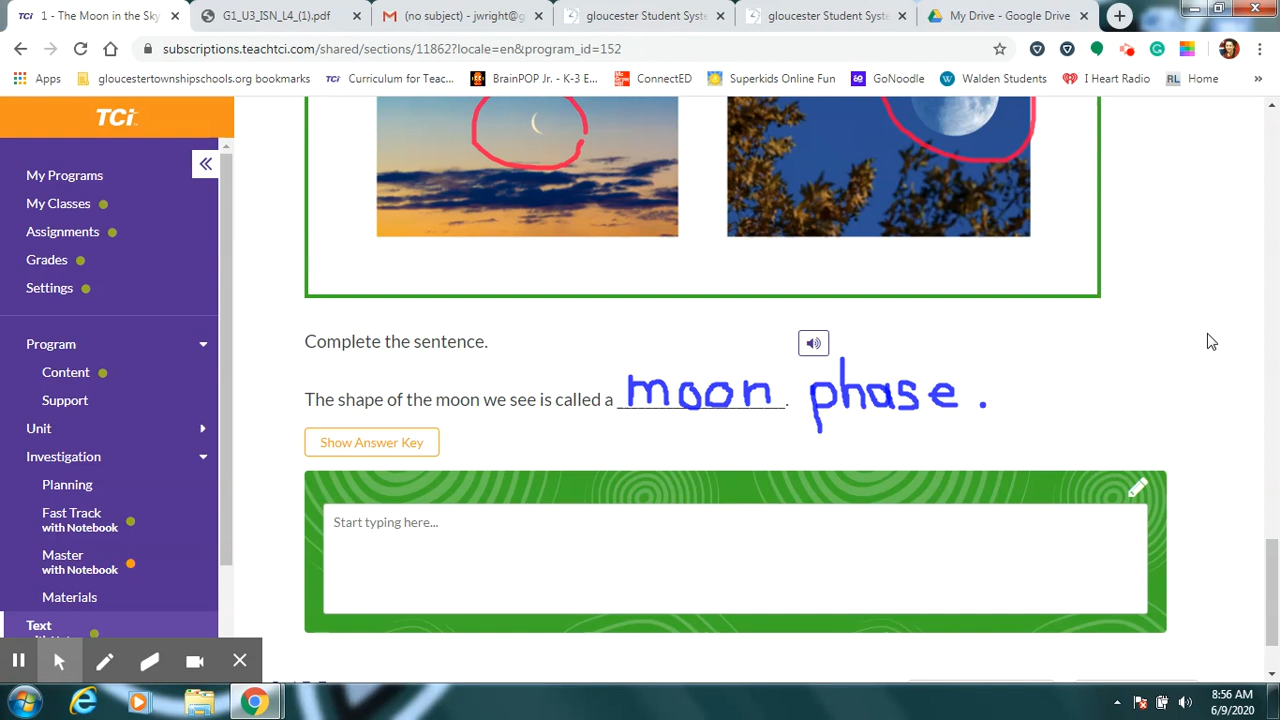 1 - The Moon in the Sky
G1_U3_ISN_L4_(1).pdf
(no subject) - jwright@g
gloucester Student Syste
gloucester Student Syste
My Drive - Google Drive
subscriptions.teachtci.com/shared/sections/11862?locale=en&program_id=152
Apps
gloucestertownshipschools.org bookmarks
TCi Curriculum for Teac...
BrainPOP Jr. - K-3 E...
ConnectED
Superkids Online Fun
GoNoodle
Walden Students
I Heart Radio
RL Home
»
TCi
My Programs
My Classes
Assignments
Grades
Settings
Program
Content
Support
Unit
Investigation
Planning
Fast Track
with Notebook
Master
with Notebook
Materials
Text
Complete the sentence.
The shape of the moon we see is called a moon phase.
Show Answer Key
Start typing here...
8:56 AM
6/9/2020